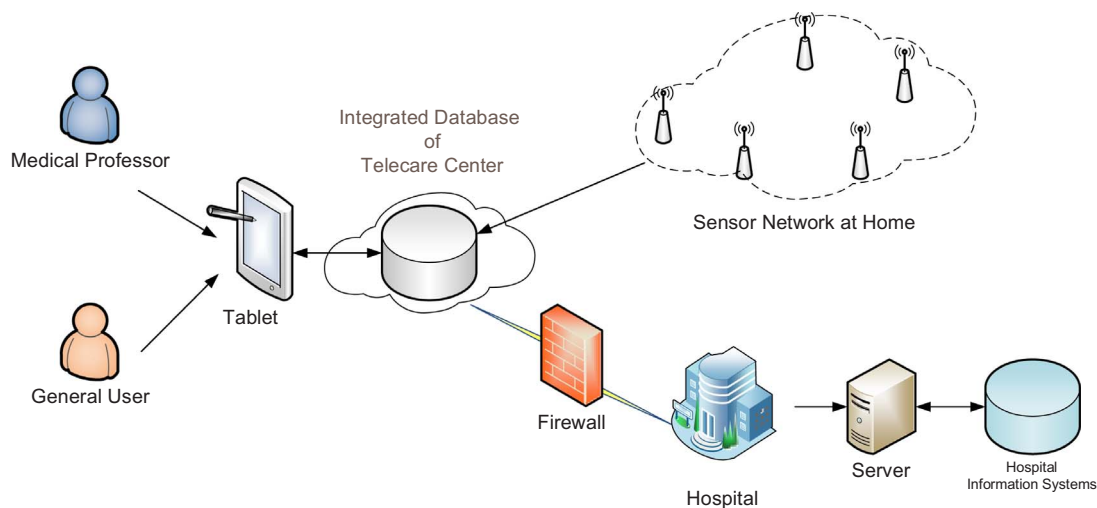 Medical Professor
Integrated Database
of
Telecare Center
Sensor Network at Home
Tablet
General User
Firewall
Hospital
Server
Hospital
Information Systems